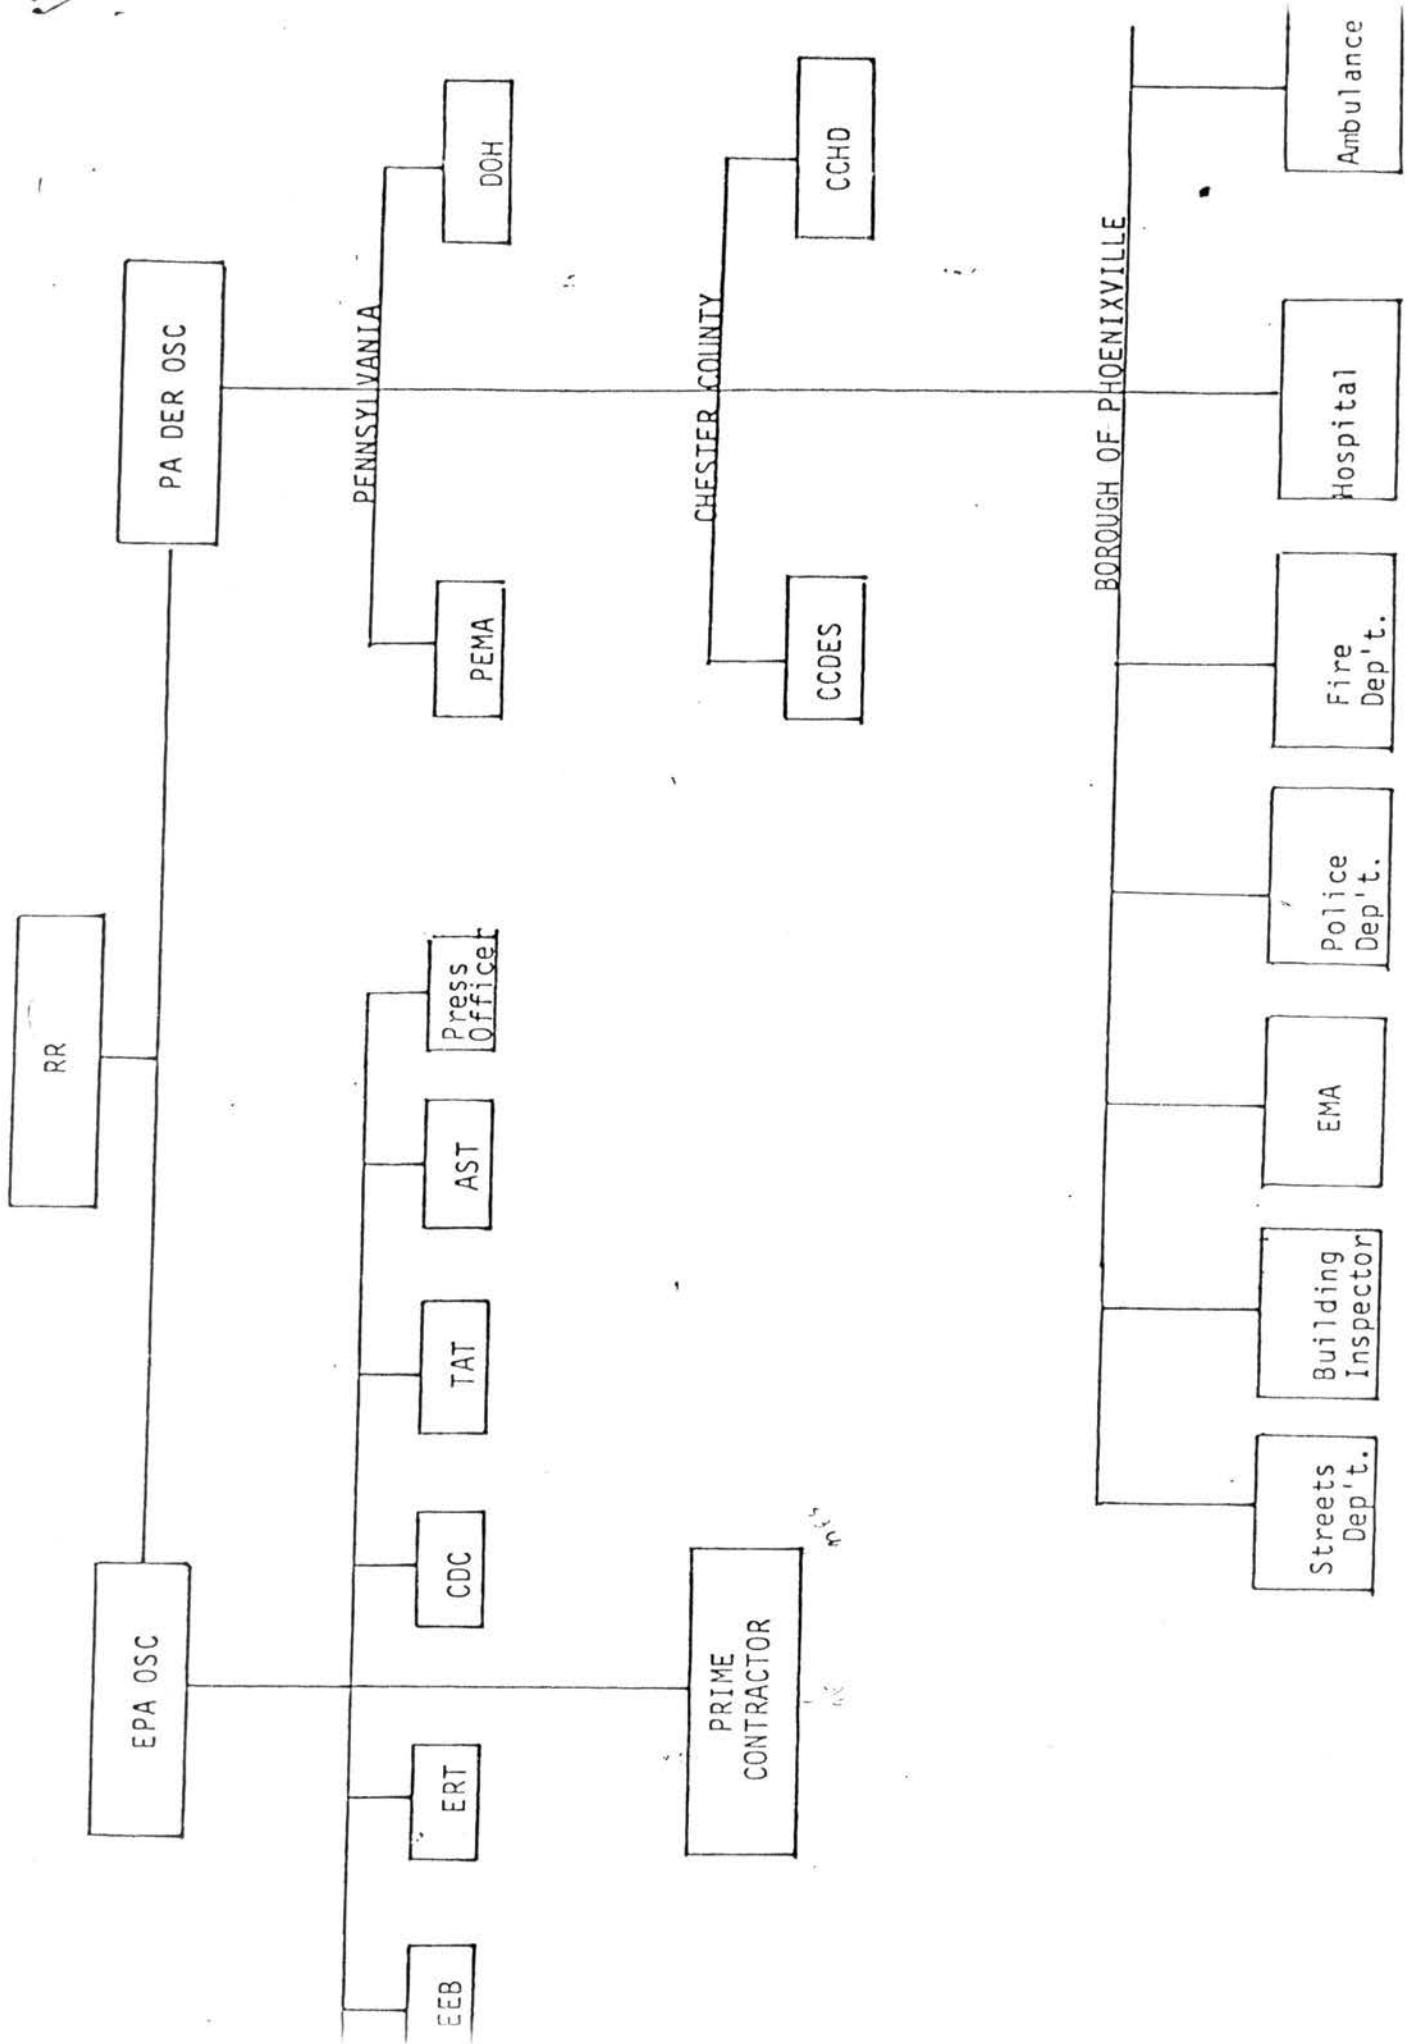 RR
EPA OSC
PA DER OSC
EEB
ERT
CDC
TAT
AST
Press
Office
PENNSYLVANIA
PEMA
DOH
PRIME
CONTRACTOR
CHESTER COUNTY
CCDES
CCHD
BOROUGH OF PHOENIXVILLE
Streets
Dep't.
Building
Inspector
EMA
Police
Dep't.
Fire
Dep't.
Hospital
Ambulance